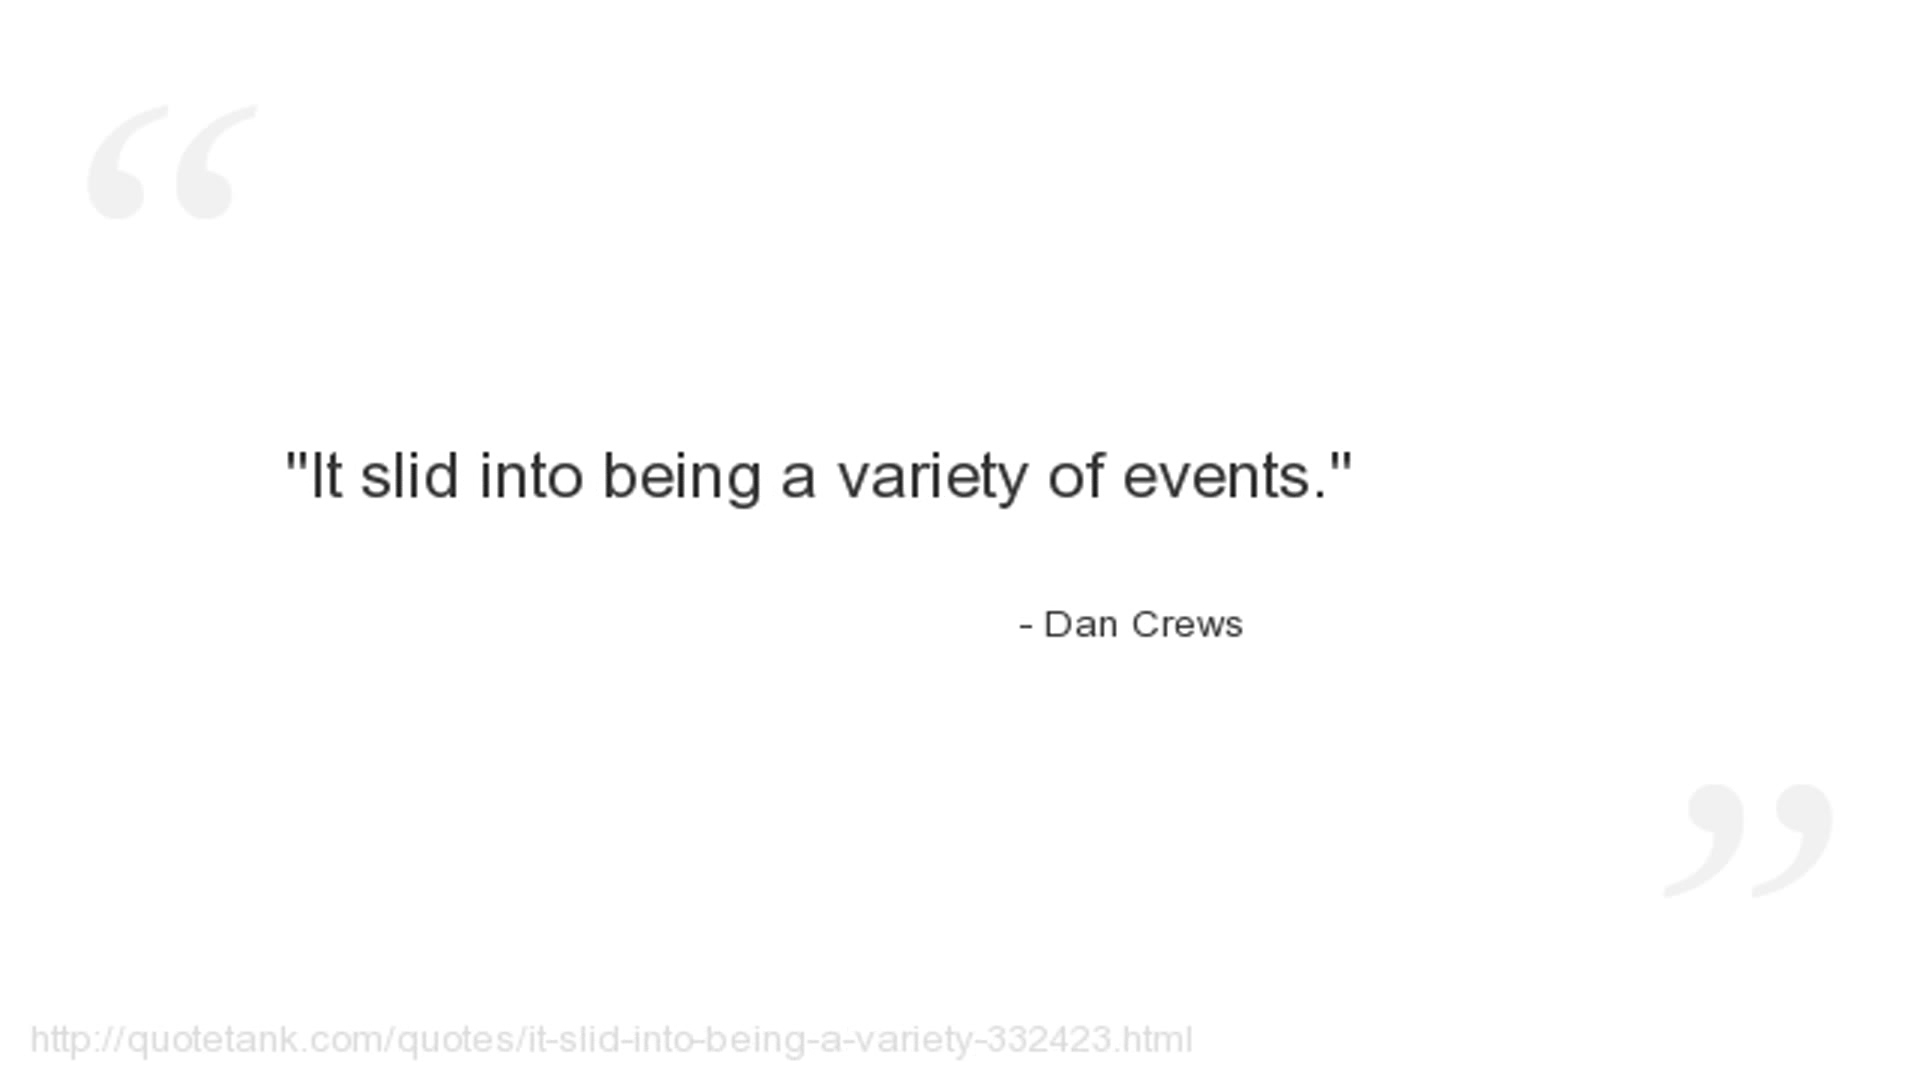 "It slid into being a variety of events."
- Dan Crews
http://quotetank.com/quotes/it-slid-into-being-a-variety-332423.html